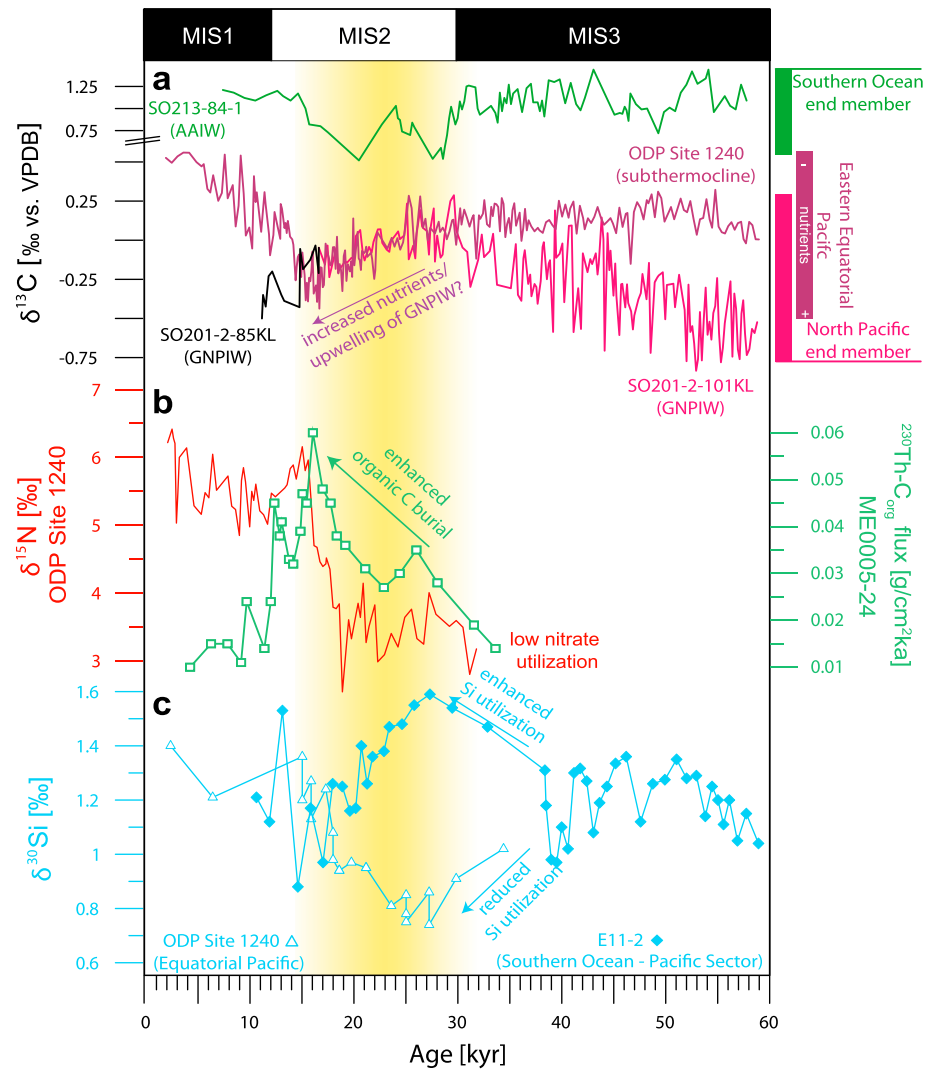 MIS1
MIS2
MIS3
a
b
c
δ13C [‰ vs. VPDB]
1.25
0.75
0.25
-0.25
-0.75
SO213-84-1
(AAIW)
ODP Site 1240
(subthermocline)
SO201-2-85KL
(GNPIW)
increased nutrients/
upwelling of GNPIW?
SO201-2-101KL
(GNPIW)
Southern Ocean
end member
- nutrients +
Eastern Equatorial
Pacifc
North Pacific
end member
δ15N [‰]
ODP Site 1240
7
6
5
4
3
enhanced
organic C burial
low nitrate
utilization
0.06
0.05
0.04
0.03
0.02
0.01
230Th-Corg flux [g/cm2ka]
ME0005-24
δ30Si [‰]
1.6
1.4
1.2
1
0.8
0.6
enhanced
Si utilization
reduced
Si utilization
ODP Site 1240
(Equatorial Pacific)
E11-2
(Southern Ocean - Pacific Sector)
0
10
20
30
40
50
60
Age [kyr]